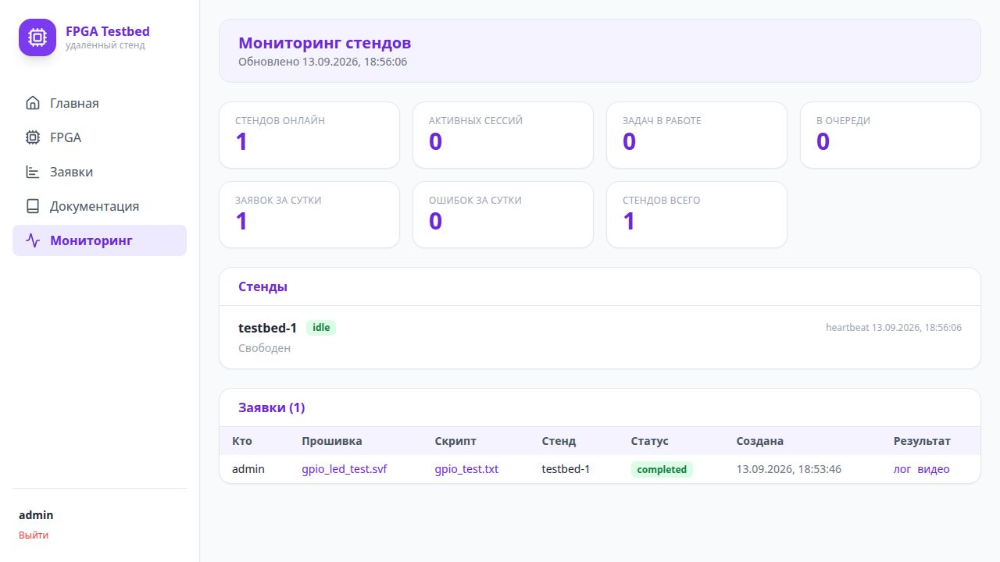 FPGA Testbed
удалённый стенд
Главная
FPGA
Заявки
Документация
Мониторинг
admin
Выйти
Мониторинг стендов
Обновлено 13.09.2026, 18:56:06
СТЕНДОВ ОНЛАЙН
1
АКТИВНЫХ СЕССИЙ
0
ЗАДАЧ В РАБОТЕ
0
В ОЧЕРЕДИ
0
ЗАЯВОК ЗА СУТКИ
1
ОШИБОК ЗА СУТКИ
0
СТЕНДОВ ВСЕГО
1
Стенды
testbed-1 idle heartbeat 13.09.2026, 18:56:06
Свободен
Заявки (1)
Кто Прошивка Скрипт Стенд Статус Создана Результат
admin gpio_led_test.svf gpio_test.txt testbed-1 completed 13.09.2026, 18:53:46 лог видео